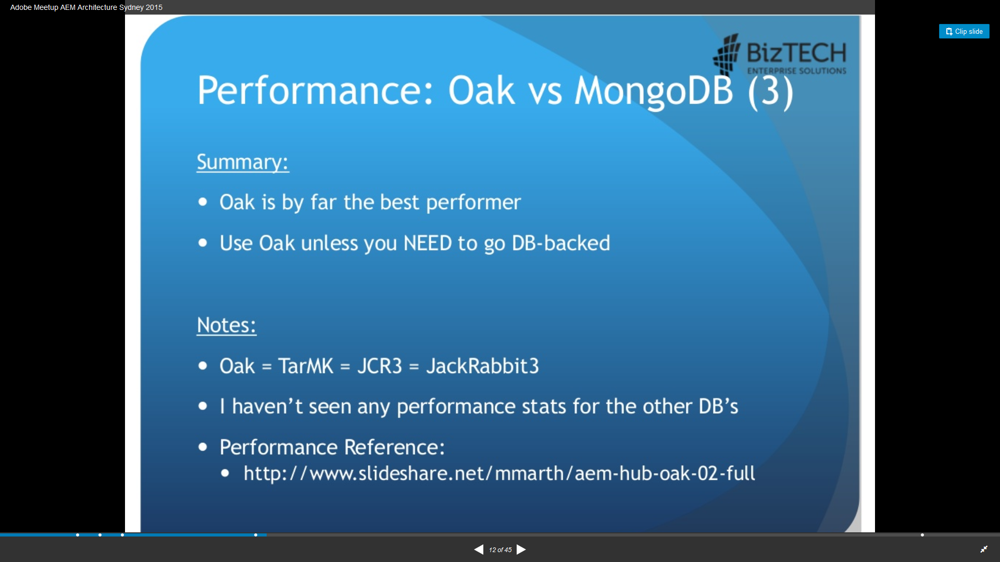 Adobe Meetup AEM Architecture Sydney 2015
Clip slide
BizTECH
ENTERPRISE SOLUTIONS
Performance: Oak vs MongoDB (3)
Summary:
• Oak is by far the best performer
• Use Oak unless you NEED to go DB-backed
Notes:
• Oak = TarMK = JCR3 = JackRabbit3
• I haven’t seen any performance stats for the other DB’s
• Performance Reference:
• http://www.slideshare.net/mmarth/aem-hub-oak-02-full
12 of 45